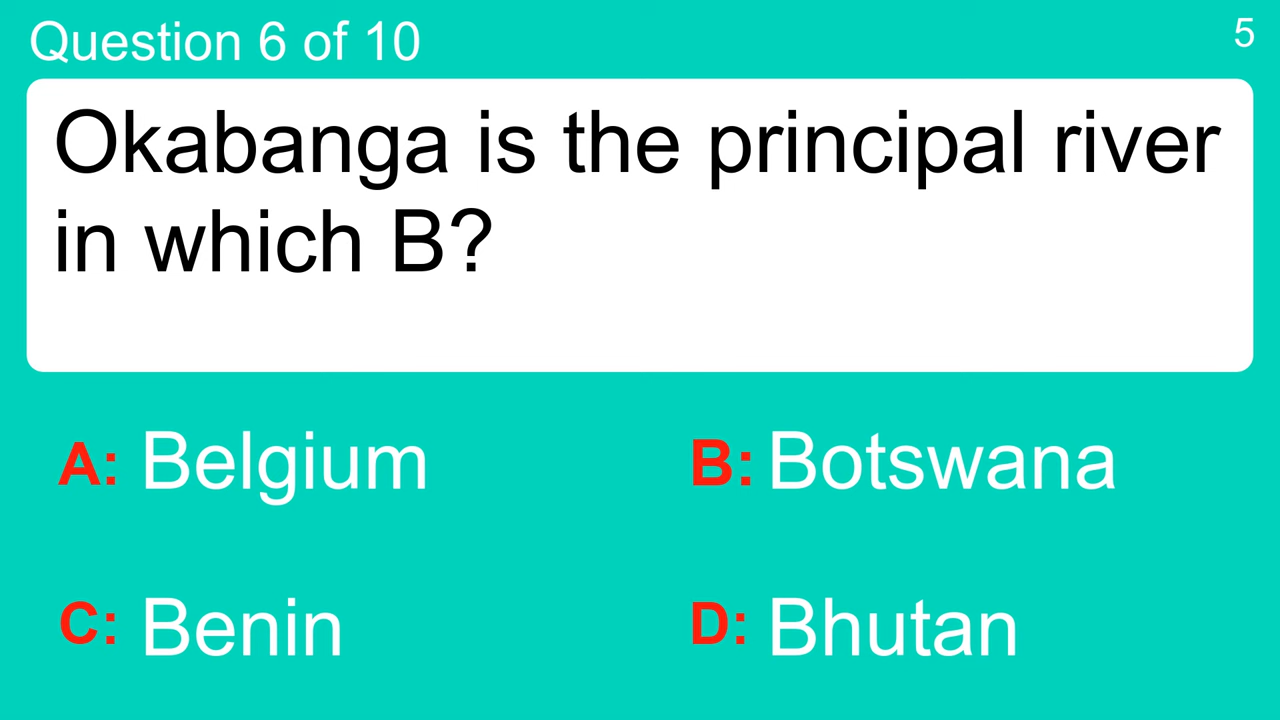 Question 6 of 10
5
Okabanga is the principal river
in which B?
A: Belgium
B: Botswana
C: Benin
D: Bhutan